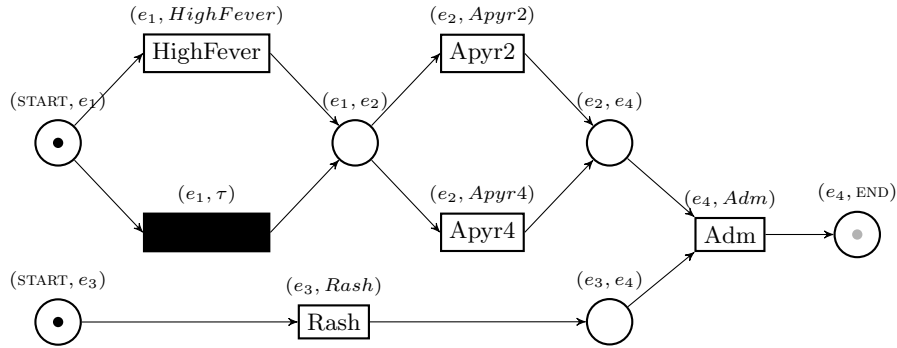 (e1, HighFever)
HighFever
(e2, Apyr2)
Apyr2
(START, e1)
(e1, e2)
(e2, e4)
(e1, τ)
(e2, Apyr4)
Apyr4
(e4, Adm)
Adm
(e4, END)
(START, e3)
(e3, Rash)
Rash
(e3, e4)